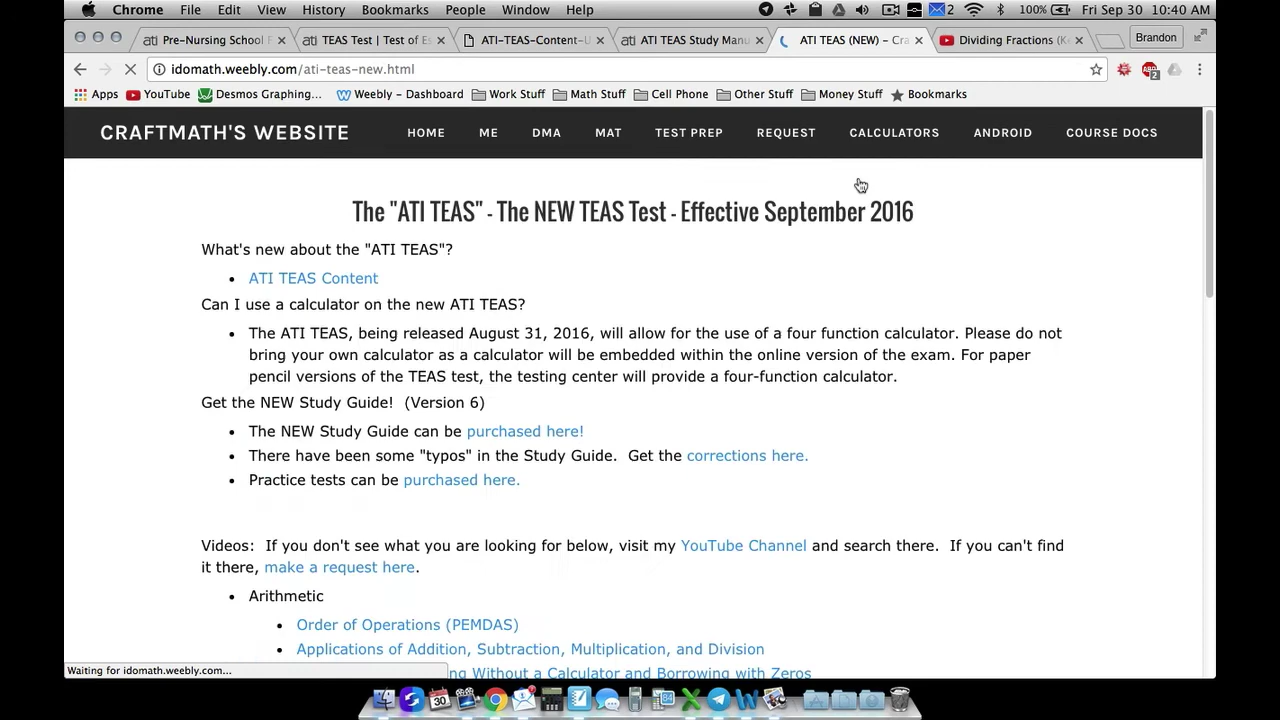 Chrome File Edit View History Bookmarks People Window Help 2 100% Fri Sep 30 10:40 AM
ati Pre-Nursing School F ati TEAS Test | Test of Es ATI-TEAS-Content-U ati ATI TEAS Study Manu ATI TEAS (NEW) - Cra Dividing Fractions (K Brandon
idomath.weebly.com/ati-teas-new.html
Apps YouTube Desmos Graphing... Weebly - Dashboard Work Stuff Math Stuff Cell Phone Other Stuff Money Stuff Bookmarks
CRAFTMATH'S WEBSITE HOME ME DMA MAT TEST PREP REQUEST CALCULATORS ANDROID COURSE DOCS
The "ATI TEAS" - The NEW TEAS Test - Effective September 2016
What's new about the "ATI TEAS"?
• ATI TEAS Content
Can I use a calculator on the new ATI TEAS?
• The ATI TEAS, being released August 31, 2016, will allow for the use of a four function calculator. Please do not
bring your own calculator as a calculator will be embedded within the online version of the exam. For paper
pencil versions of the TEAS test, the testing center will provide a four-function calculator.
Get the NEW Study Guide! (Version 6)
• The NEW Study Guide can be purchased here!
• There have been some "typos" in the Study Guide. Get the corrections here.
• Practice tests can be purchased here.
Videos: If you don't see what you are looking for below, visit my YouTube Channel and search there. If you can't find
it there, make a request here.
• Arithmetic
• Order of Operations (PEMDAS)
• Applications of Addition, Subtraction, Multiplication, and Division
ng Without a Calculator and Borrowing with Zeros
Waiting for idomath.weebly.com...